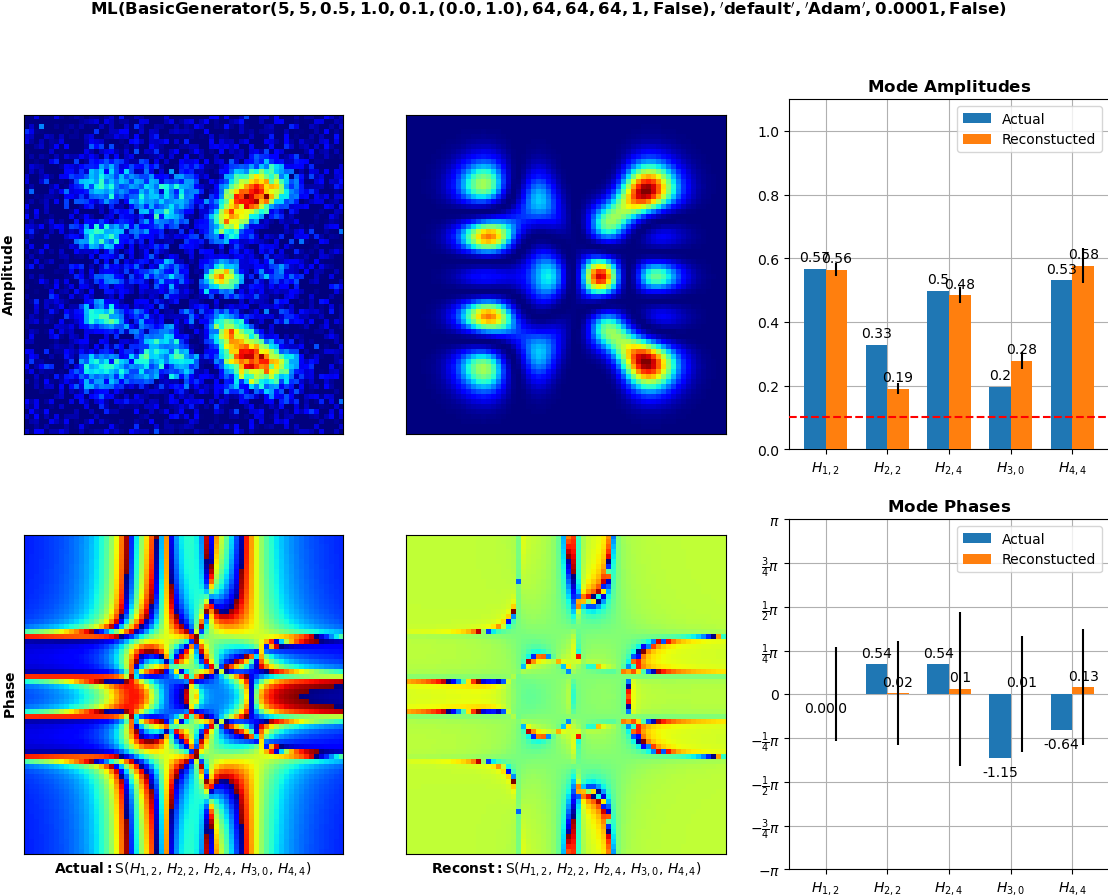 ML(BasicGenerator(5, 5, 0.5, 1.0, 0.1, (0.0, 1.0), 64, 64, 64, 1, False), 'default', 'Adam', 0.0001, False)
Mode Amplitudes
Actual
Reconstucted
1.0
0.8
0.6
0.4
0.2
0.0
0.57
0.56
0.33
0.19
0.5
0.48
0.2
0.28
0.53
0.58
H1,2
H2,2
H2,4
H3,0
H4,4
Amplitude
Mode Phases
Actual
Reconstucted
π
3/4π
1/2π
1/4π
0
−1/4π
−1/2π
−3/4π
−π
0.0
0.0
0.54
0.02
0.54
0.1
-1.15
0.01
-0.64
0.13
H1,2
H2,2
H2,4
H3,0
H4,4
Phase
Actual: S(H1,2, H2,2, H2,4, H3,0, H4,4)
Reconst: S(H1,2, H2,2, H2,4, H3,0, H4,4)